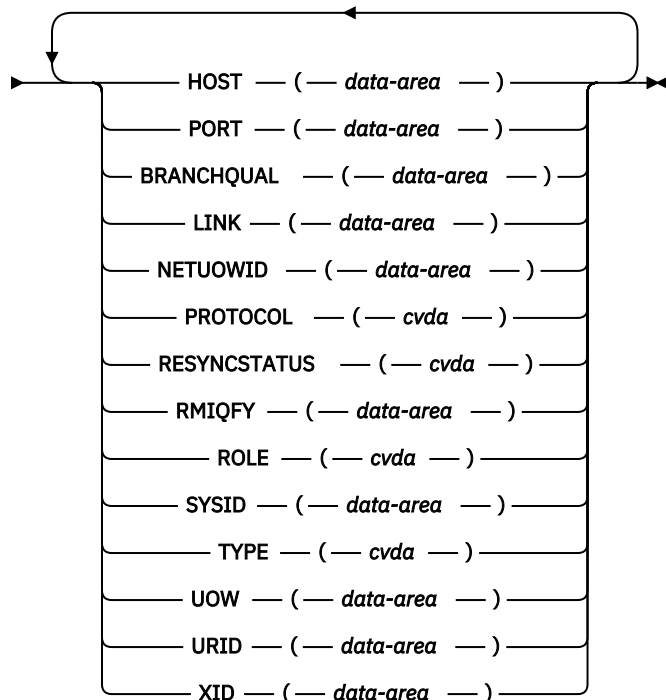 HOST ( data-area )
PORT ( data-area )
BRANCHQUAL ( data-area )
LINK ( data-area )
NETUOWID ( data-area )
PROTOCOL ( cvda )
RESYNCSTATUS ( cvda )
RMIQFY ( data-area )
ROLE ( cvda )
SYSID ( data-area )
TYPE ( cvda )
UOW ( data-area )
URID ( data-area )
XID ( data-area )